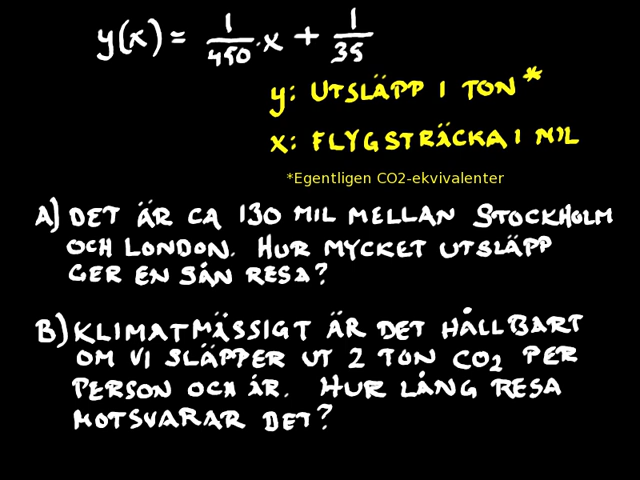 y(x) = 1/450 · x + 1/35
y: UTSLÄPP I TON*
x: FLYGSTRÄCKA I MIL
*Egentligen CO2-ekvivalenter
A) DET ÄR CA 130 MIL MELLAN STOCKHOLM
OCH LONDON. HUR MYCKET UTSLÄPP
GER EN SÅN RESA?
B) KLIMATMÄSSIGT ÄR DET HÅLLBART
OM VI SLÄPPER UT 2 TON CO₂ PER
PERSON OCH ÅR. HUR LÅNG RESA
MOTSVARAR DET?